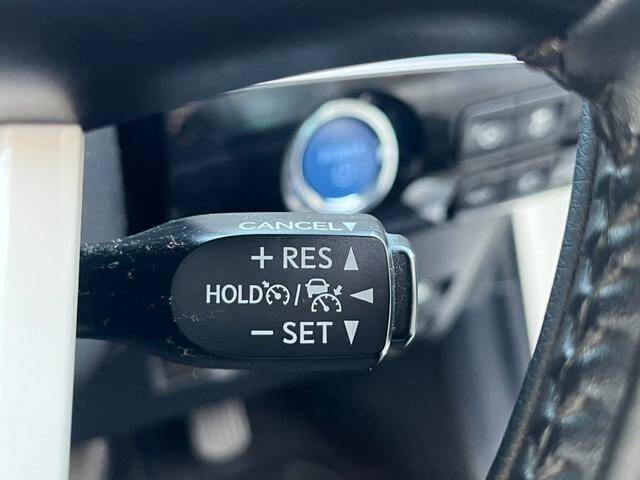 CANCEL▼
+ RES ▲
HOLD / ◀
− SET ▼